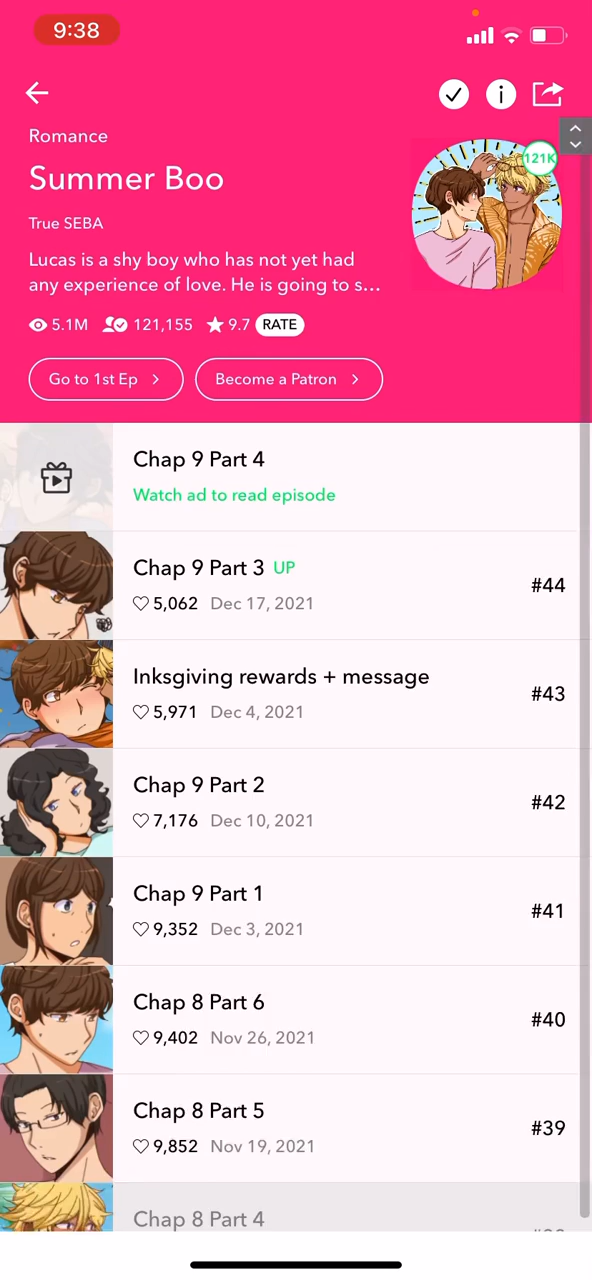 9:38
Romance
Summer Boo
121K
True SEBA
Lucas is a shy boy who has not yet had
any experience of love. He is going to s...
5.1M 121,155 9.7 RATE
Go to 1st Ep Become a Patron
Chap 9 Part 4
Watch ad to read episode
Chap 9 Part 3 UP
5,062 Dec 17, 2021
#44
Inksgiving rewards + message
5,971 Dec 4, 2021
#43
Chap 9 Part 2
7,176 Dec 10, 2021
#42
Chap 9 Part 1
9,352 Dec 3, 2021
#41
Chap 8 Part 6
9,402 Nov 26, 2021
#40
Chap 8 Part 5
9,852 Nov 19, 2021
#39
Chap 8 Part 4